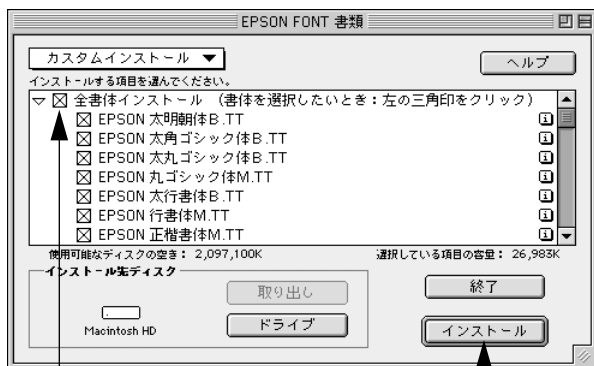 EPSON FONT 書類
カスタムインストール ▼
ヘルプ
インストールする項目を選んでください。
全書体インストール (書体を選択したいとき:左の三角印をクリック)
EPSON 太明朝体B.TT
EPSON 太角ゴシック体B.TT
EPSON 太丸ゴシック体B.TT
EPSON 丸ゴシック体M.TT
EPSON 太行書体B.TT
EPSON 行書体M.TT
EPSON 正楷書体M.TT
使用可能なディスクの空き: 2,097,100K 選択している項目の容量: 26,983K
インストール先ディスク
取り出し
終了
Macintosh HD
ドライブ
インストール